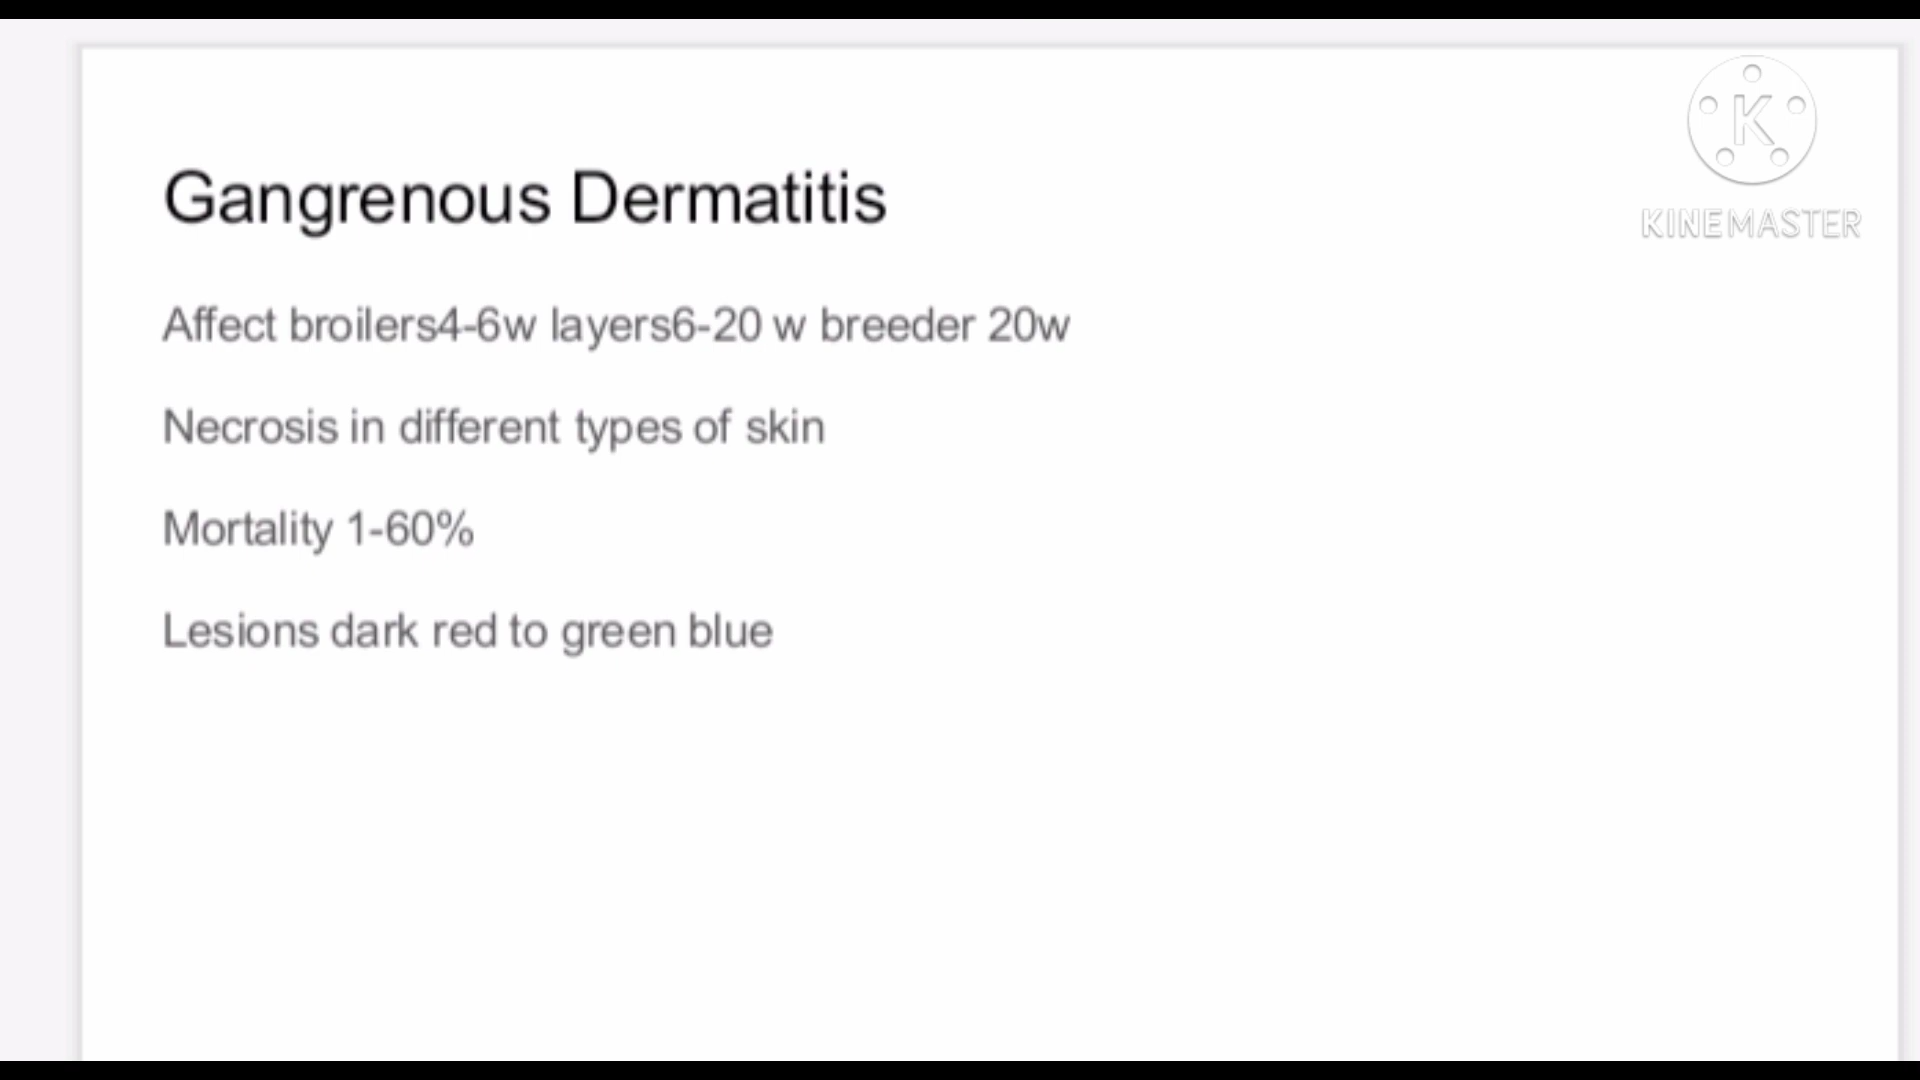 Gangrenous Dermatitis
Affect broilers4-6w layers6-20 w breeder 20w
Necrosis in different types of skin
Mortality 1-60%
Lesions dark red to green blue
K
KINEMASTER